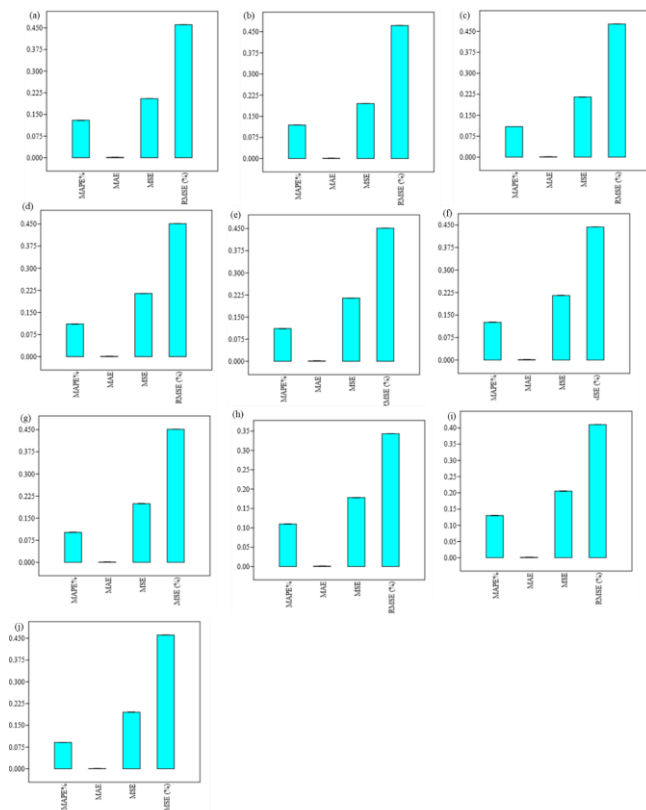 (a)
0.450
0.375
0.300
0.225
0.150
0.075
0.000
MAPE%
MAE
MSE
RMSE (%)
(b)
0.450
0.375
0.300
0.225
0.150
0.075
0.000
MAPE%
MAE
MSE
RMSE (%)
(c)
0.450
0.375
0.300
0.225
0.150
0.075
0.000
MAPE%
MAE
MSE
RMSE (%)
(d)
0.450
0.375
0.300
0.225
0.150
0.075
0.000
MAPE%
MAE
MSE
RMSE (%)
(e)
0.450
0.375
0.300
0.225
0.150
0.075
0.000
MAPE%
MAE
MSE
MSE (%)
(f)
0.450
0.375
0.300
0.225
0.150
0.075
0.000
MAPE%
MAE
MSE
MSE (%)
(g)
0.450
0.375
0.300
0.225
0.150
0.075
0.000
MAPE%
MAE
MSE
MSE (%)
(h)
0.35
0.30
0.25
0.20
0.15
0.10
0.05
0.00
MAPE%
MAE
MSE
RMSE (%)
(i)
0.40
0.35
0.30
0.25
0.20
0.15
0.10
0.05
0.00
MAPE%
MAE
MSE
RMSE (%)
(j)
0.450
0.375
0.300
0.225
0.150
0.075
0.000
MAPE%
MAE
MSE
MSE (%)